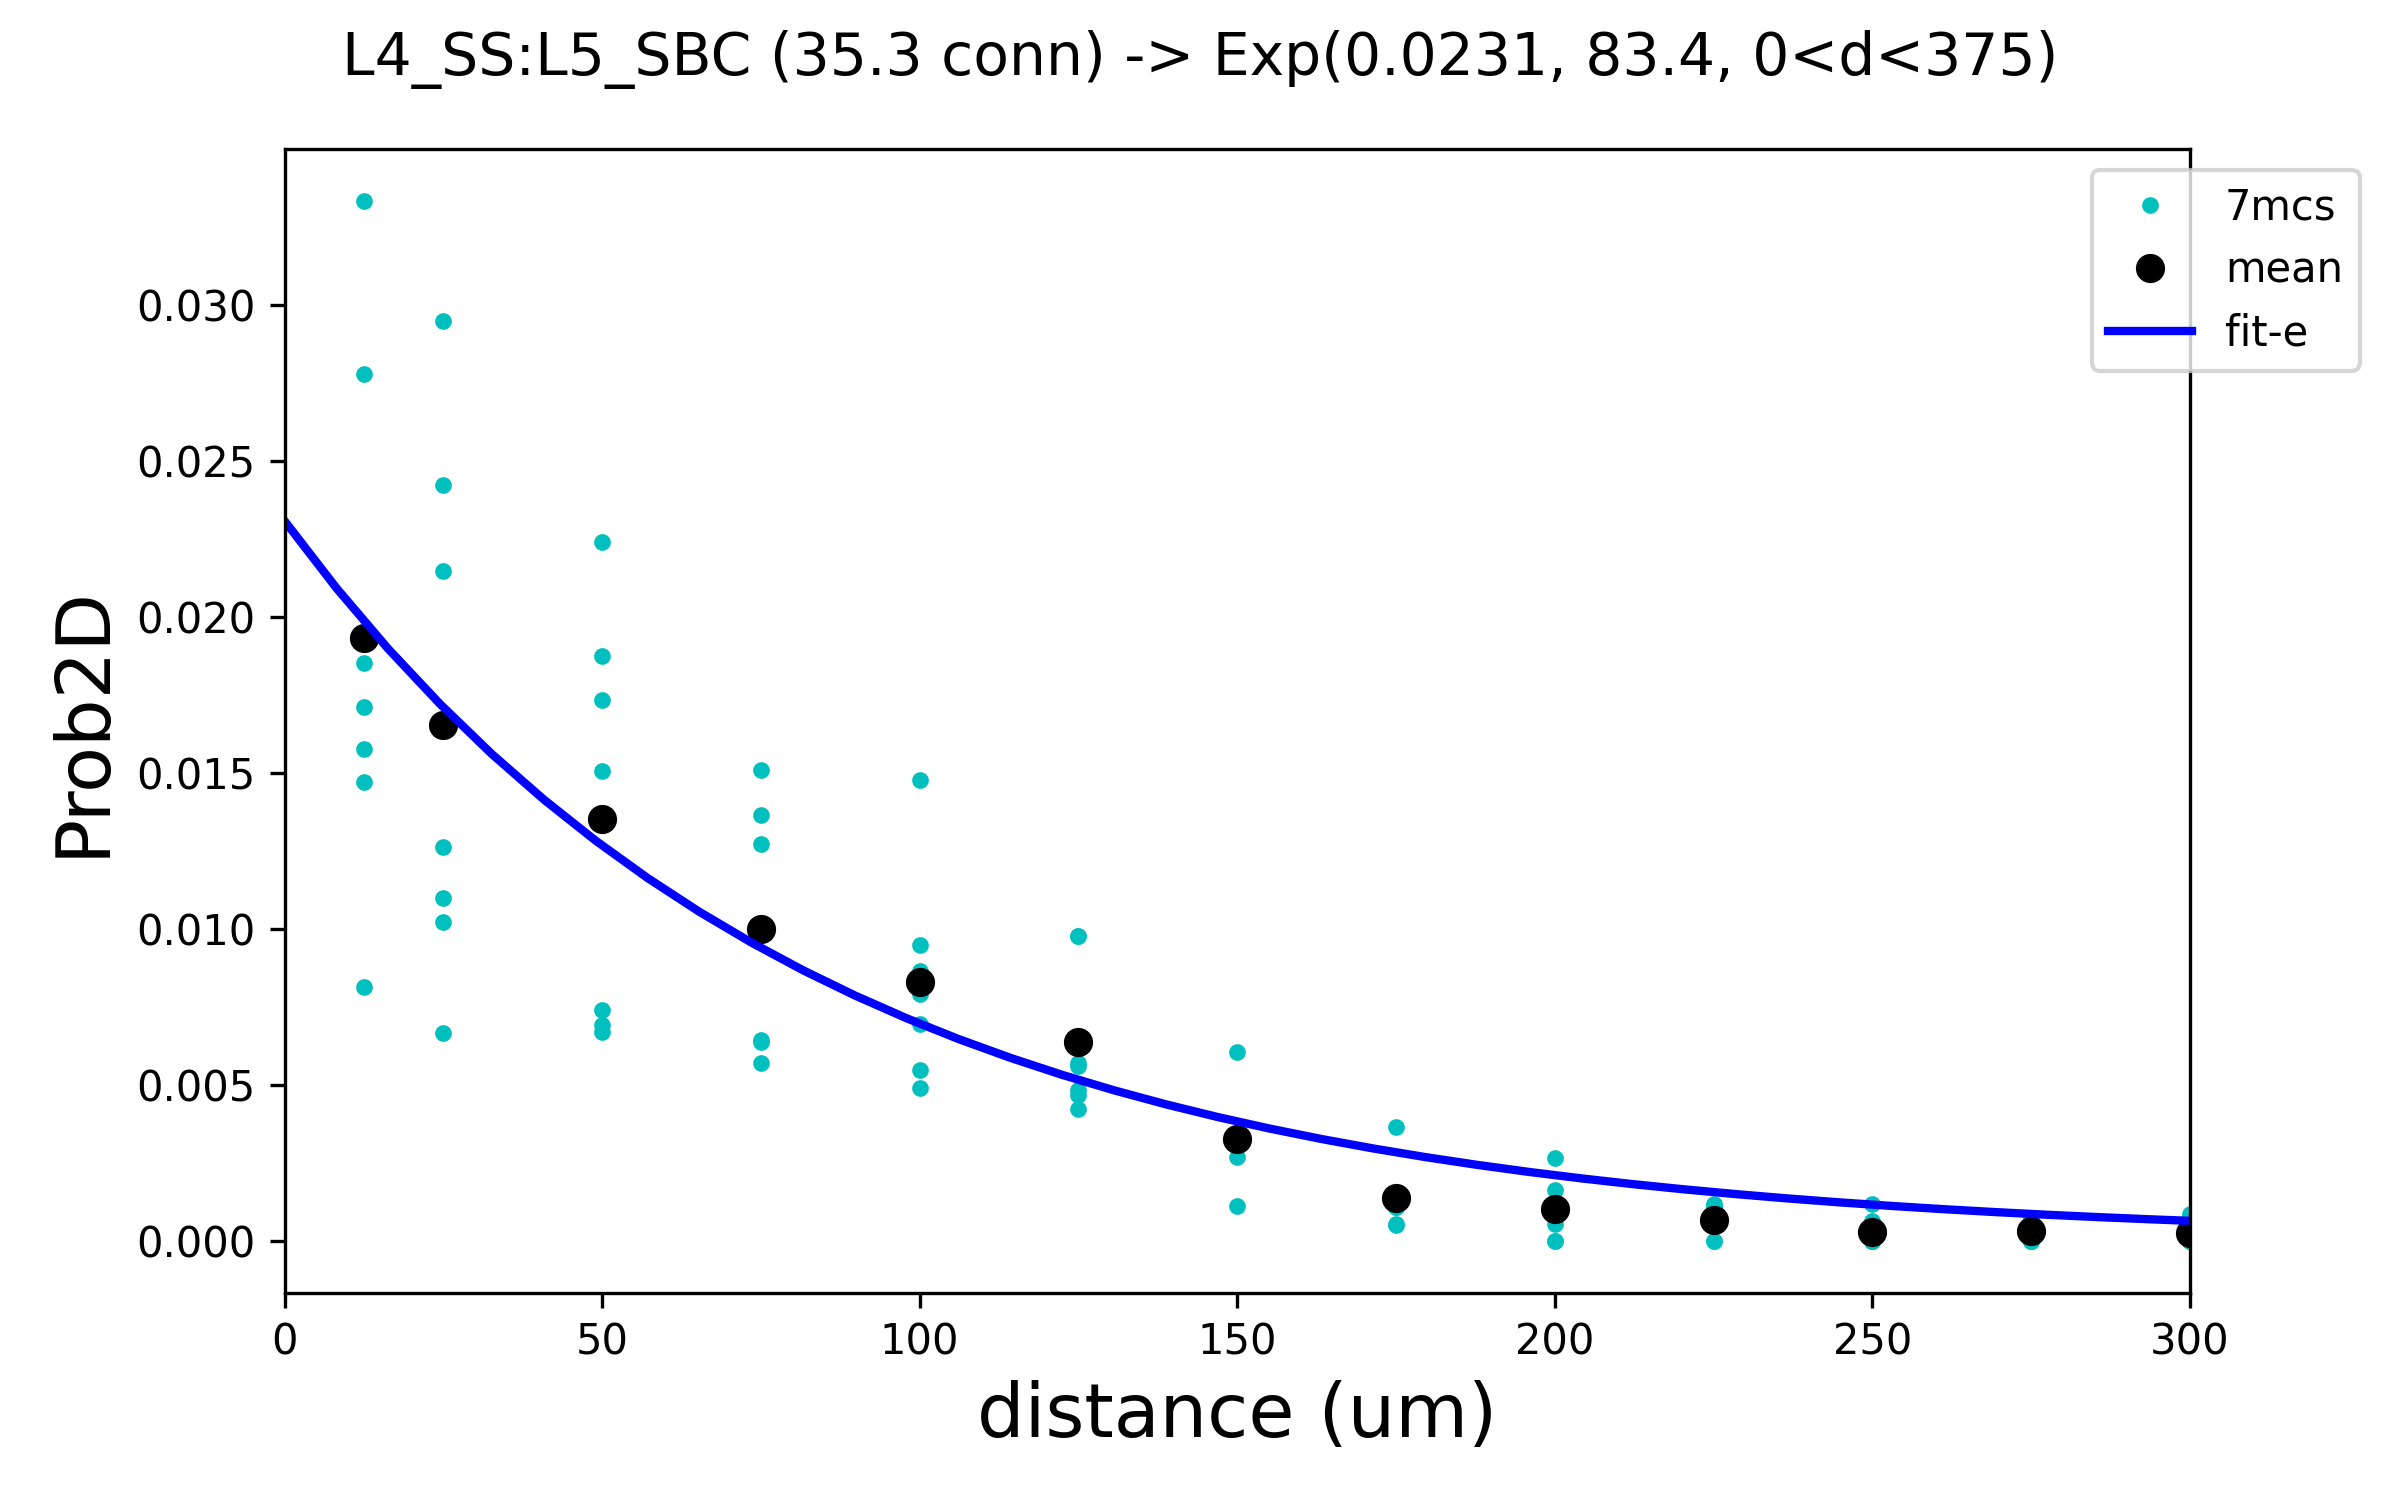 L4_SS:L5_SBC (35.3 conn) -> Exp(0.0231, 83.4, 0<d<375)
7mcs
mean
fit-e
Prob2D
0.030
0.025
0.020
0.015
0.010
0.005
0.000
0 50 100 150 200 250 300
distance (um)